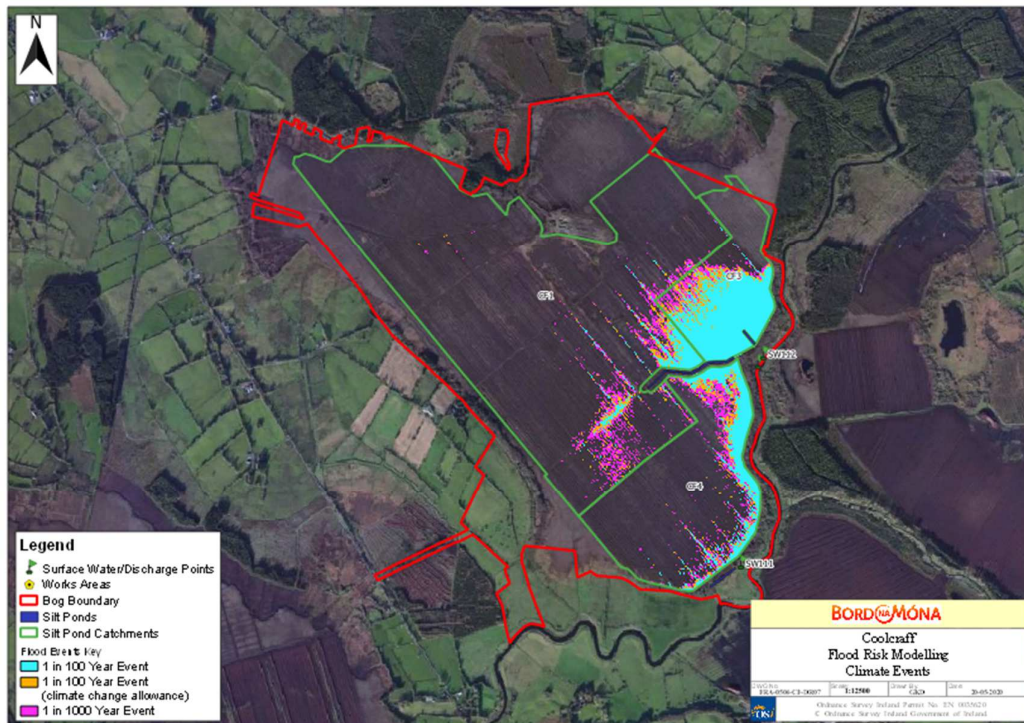 N
CF1
CF3
SW112
CF4
SW111
Legend
Surface Water/Discharge Points
Works Areas
Bog Boundary
Silt Ponds
Silt Pond Catchments
Flood Events Key
1 in 100 Year Event
1 in 100 Year Event
(climate change allowance)
1 in 1000 Year Event
BORD NA MÓNA
Coolcraff
Flood Risk Modelling
Climate Events
1:12500
20-05-2020
Ordnance Survey Ireland Permit No. EN
© Ordnance Survey Ireland Government of Ireland